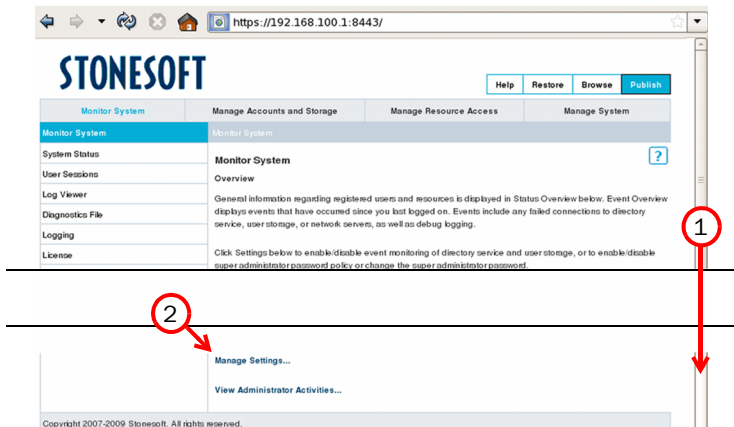 https://192.168.100.1:8443/
STONESOFT
Help Restore Browse Publish
Monitor System Manage Accounts and Storage Manage Resource Access Manage System
Monitor System
Monitor System
System Status
User Sessions
Log Viewer
Diagnostics File
Logging
License
Monitor System
?
Overview
General information regarding registered users and resources is displayed in Status Overview below. Event Overview
displays events that have occurred since you last logged on. Events include any failed connections to directory
service, user storage, or network servers, as well as debug logging.
Click Settings below to enable/disable event monitoring of directory service and user storage, or to enable/disable
super administrator password policy or change the super administrator password.
1
2
Manage Settings...
View Administrator Activities...
Copyright 2007-2009 Stonesoft. All rights reserved.